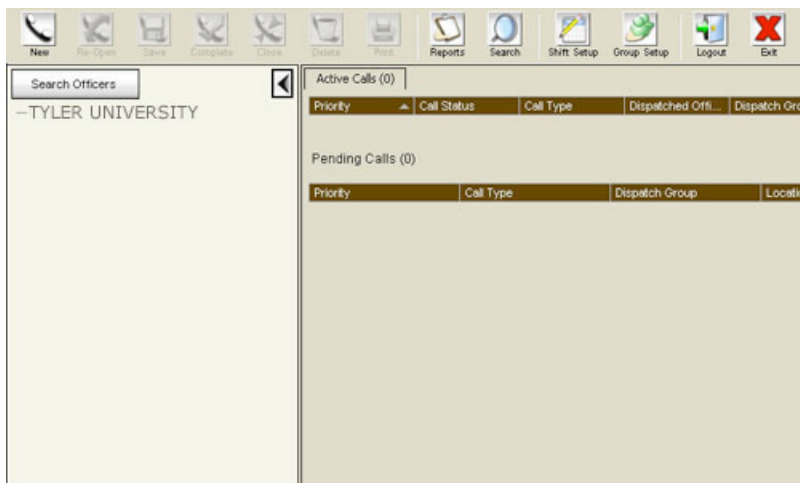 New Re-Open Save Complete Close Delete Print Reports Search Shift Setup Group Setup Logout Exit
Search Officers
Active Calls (0)
TYLER UNIVERSITY
Priority Call Status Call Type Dispatched Offi... Dispatch Gro
Pending Calls (0)
Priority Call Type Dispatch Group Locati